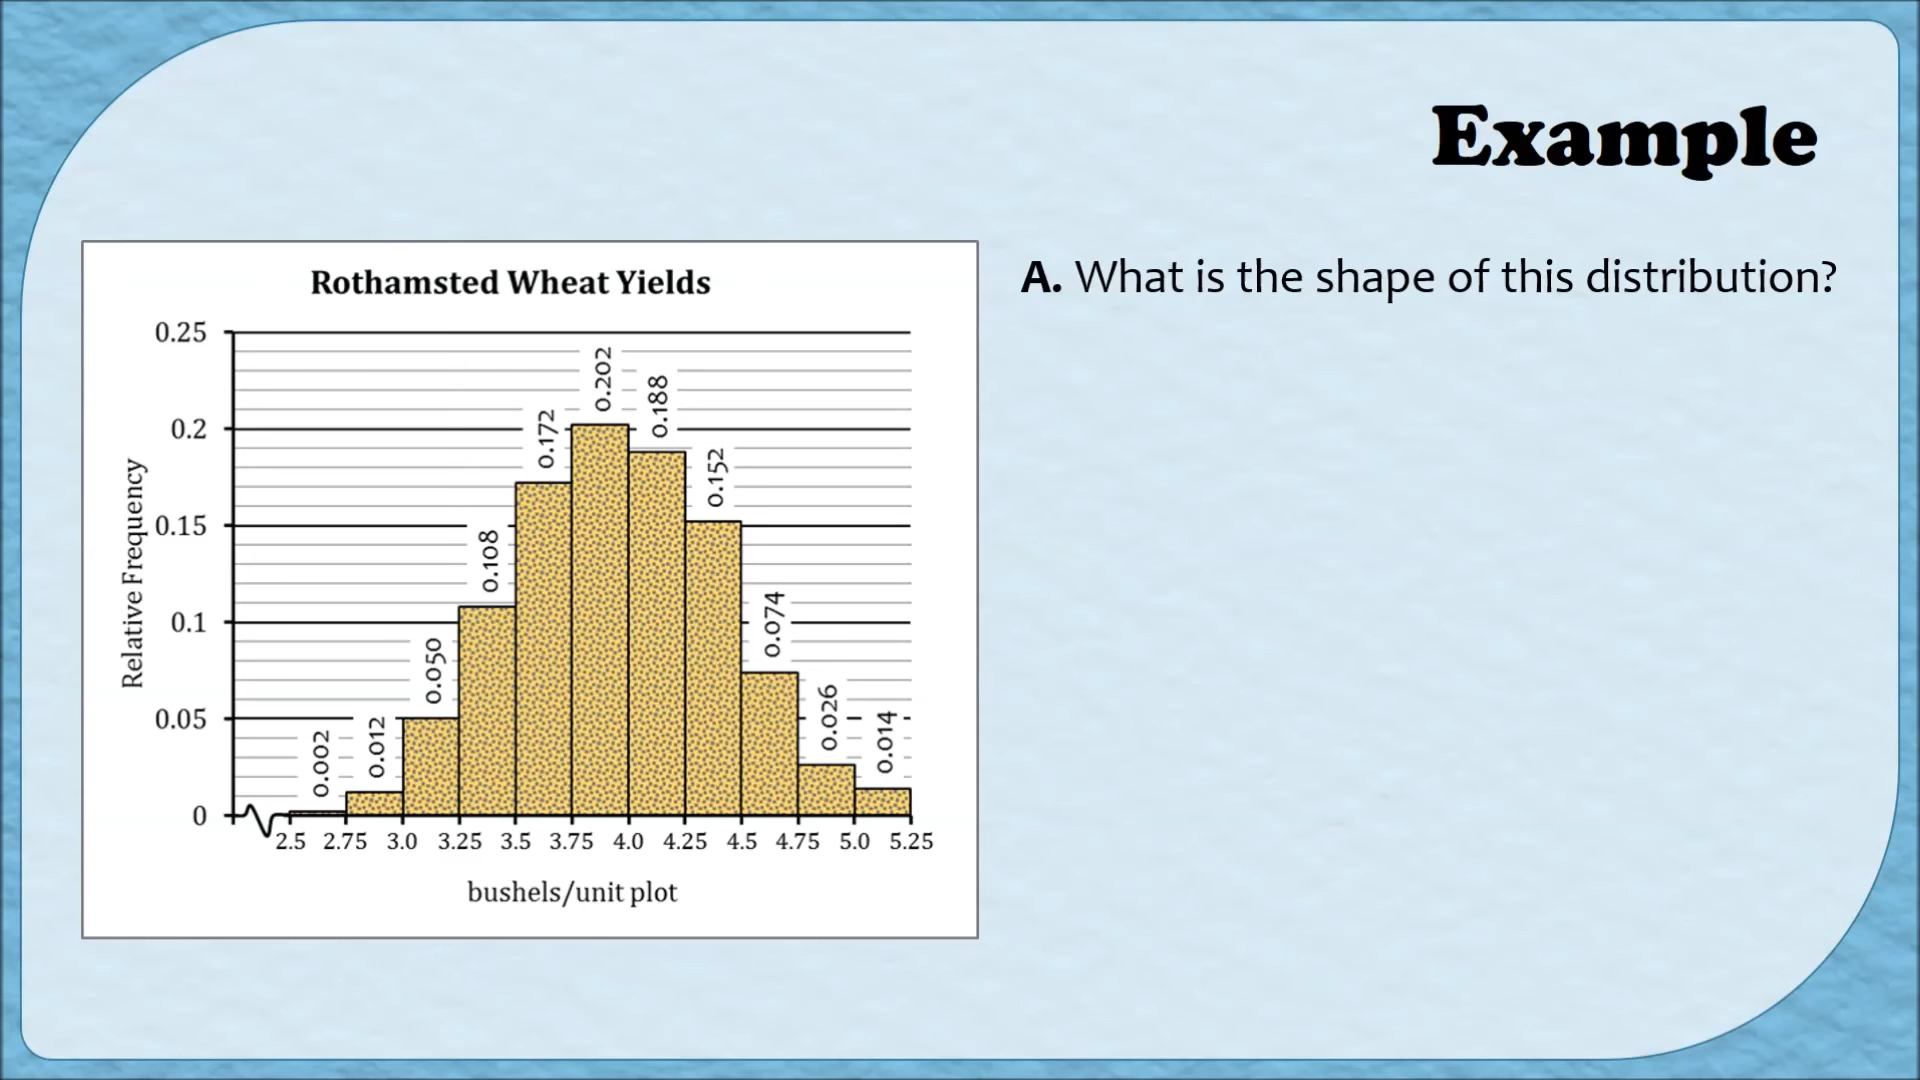 Example
Rothamsted Wheat Yields
A. What is the shape of this distribution?
0.25
0.2
0.15
0.1
0.05
0
Relative Frequency
0.002
0.012
0.050
0.108
0.172
0.202
0.188
0.152
0.074
0.026
0.014
2.5 2.75 3.0 3.25 3.5 3.75 4.0 4.25 4.5 4.75 5.0 5.25
bushels/unit plot